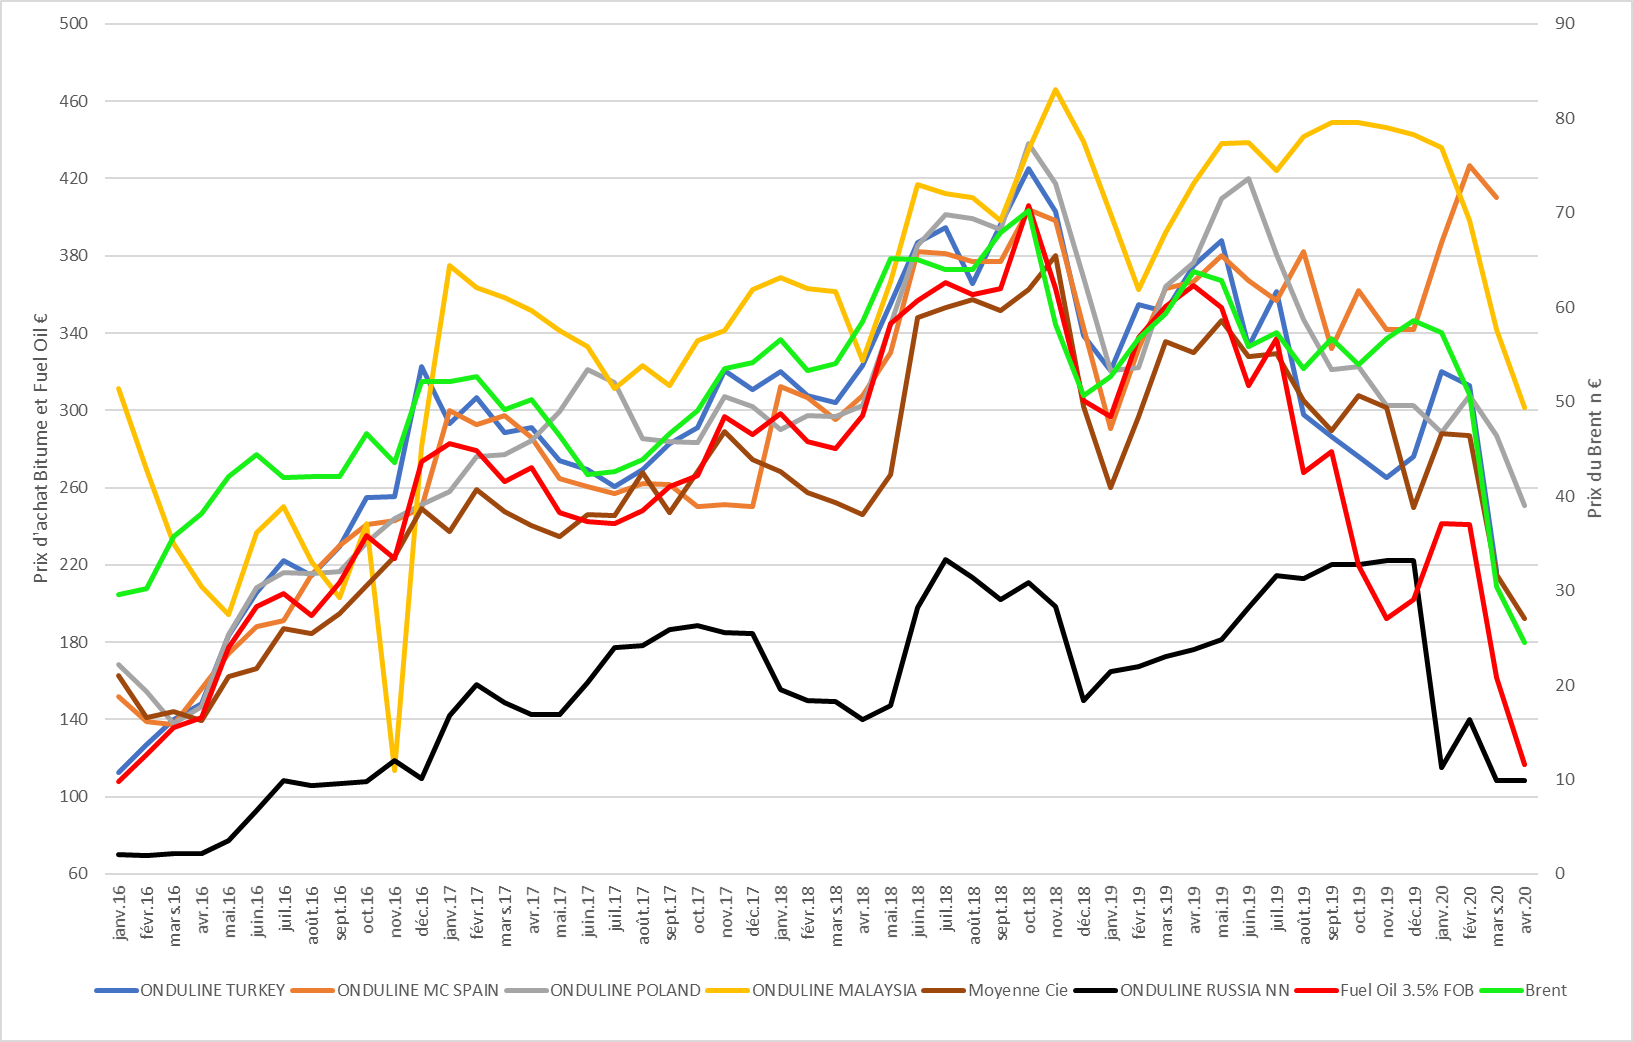 500
460
420
380
340
300
260
220
180
140
100
60
Prix d'achat Bitume et Fuel Oil €
90
80
70
60
50
40
30
20
10
0
Prix du Brent n €
janv.16
févr.16
mars.16
avr.16
mai.16
juin.16
juil.16
août.16
sept.16
oct.16
nov.16
déc.16
janv.17
févr.17
mars.17
avr.17
mai.17
juin.17
juil.17
août.17
sept.17
oct.17
nov.17
déc.17
janv.18
févr.18
mars.18
avr.18
mai.18
juin.18
juil.18
août.18
sept.18
oct.18
nov.18
déc.18
janv.19
févr.19
mars.19
avr.19
mai.19
juin.19
juil.19
août.19
sept.19
oct.19
nov.19
déc.19
janv.20
févr.20
mars.20
avr.20
ONDULINE TURKEY ONDULINE MC SPAIN ONDULINE POLAND ONDULINE MALAYSIA Moyenne Cie ONDULINE RUSSIA NN Fuel Oil 3.5% FOB Brent